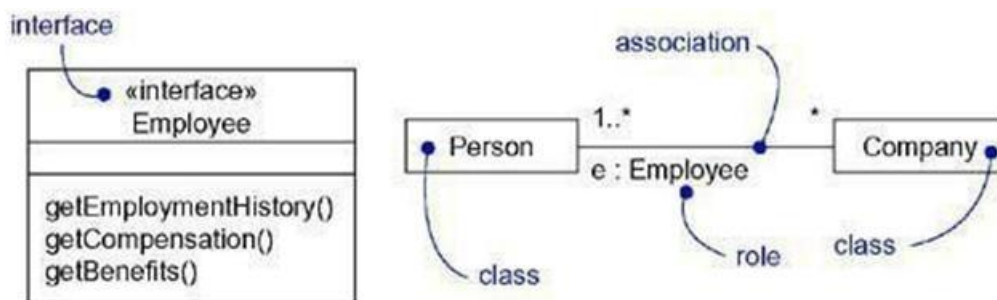 interface
«interface»
Employee
getEmploymentHistory()
getCompensation()
getBenefits()
association
1..*
*
Person
Company
e : Employee
class
role
class